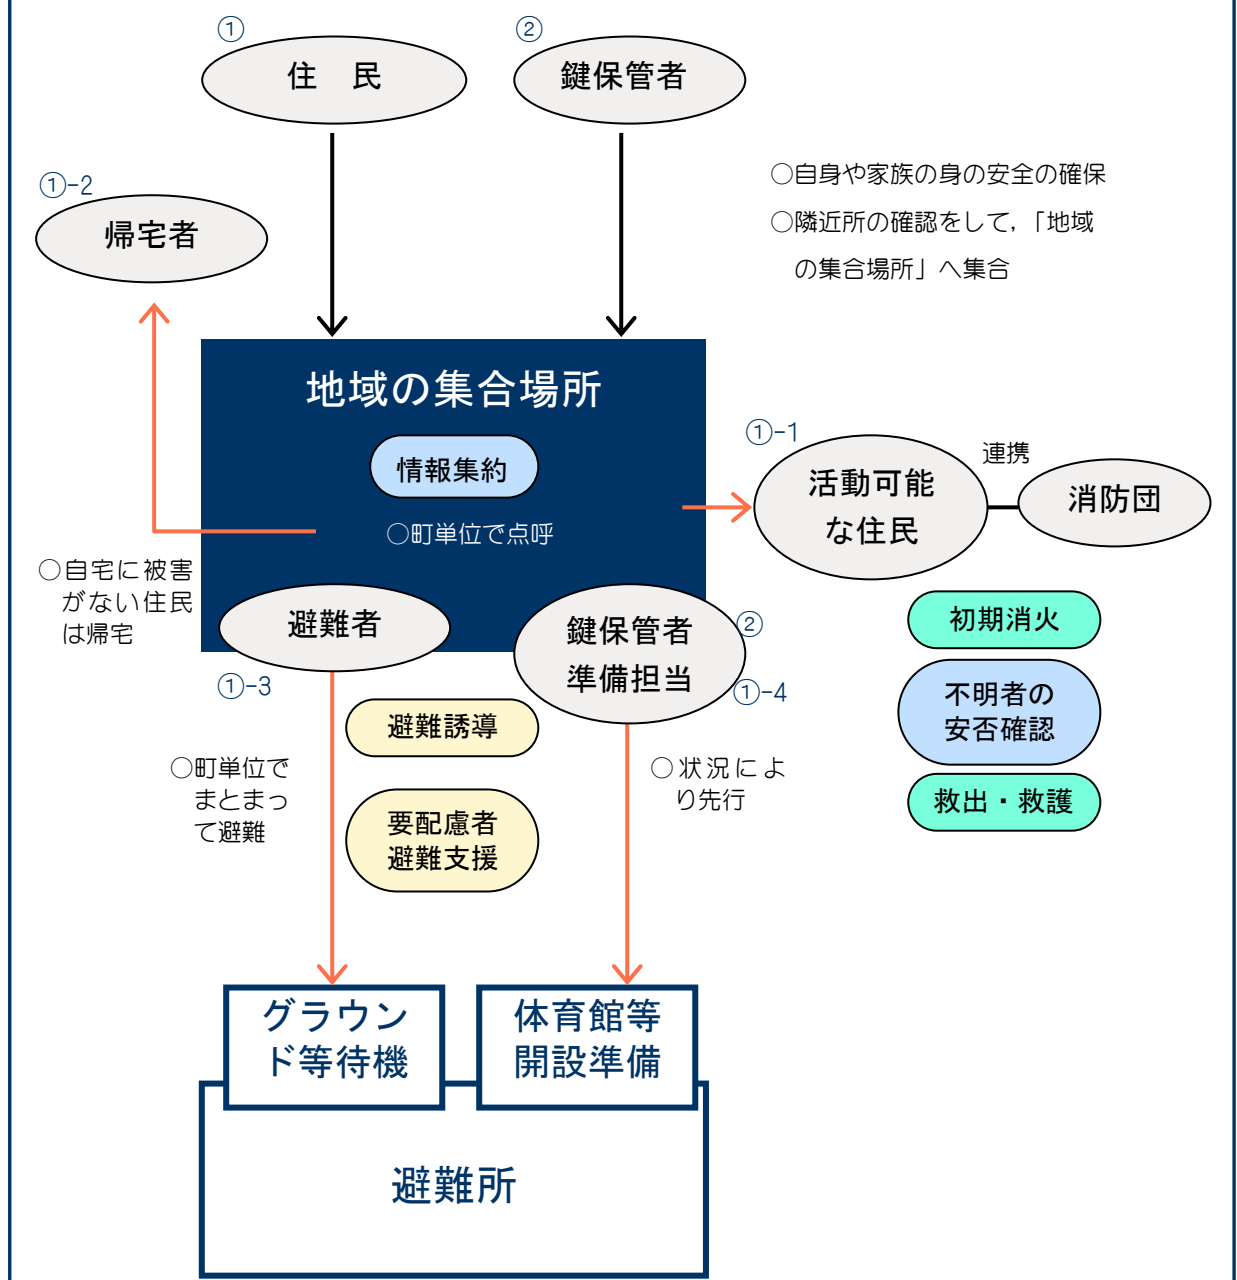 ①
②
住　民
鍵保管者
①-2
帰宅者
○自身や家族の身の安全の確保
○隣近所の確認をして,「地域
の集合場所」へ集合
地域の集合場所
情報集約
○町単位で点呼
①-1
活動可能
な住民
連携
消防団
○自宅に被害
がない住民
は帰宅
避難者
鍵保管者
準備担当
②
①-3
①-4
初期消火
不明者の
安否確認
救出・救護
避難誘導
○町単位で
まとまっ
て避難
要配慮者
避難支援
○状況によ
り先行
グラウン
ド等待機
体育館等
開設準備
避難所